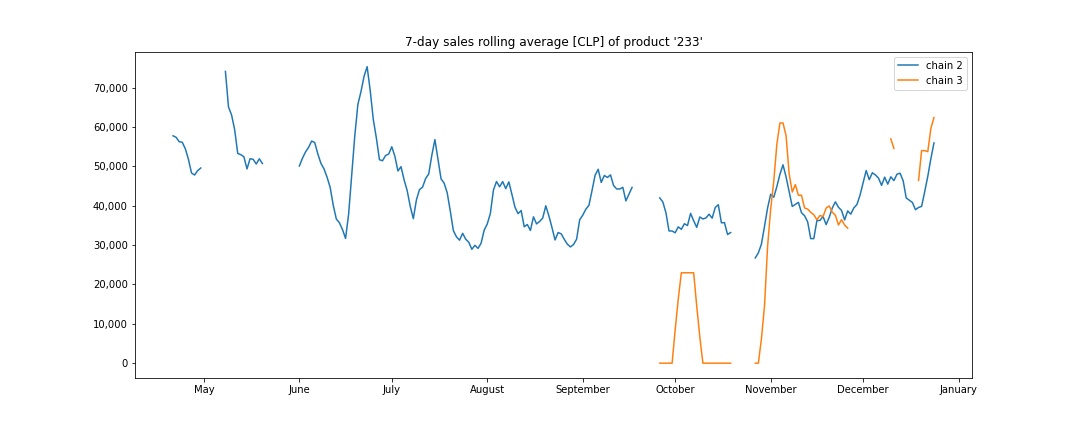 7-day sales rolling average [CLP] of product '233'
chain 2
chain 3
70,000
60,000
50,000
40,000
30,000
20,000
10,000
0
May June July August September October November December January